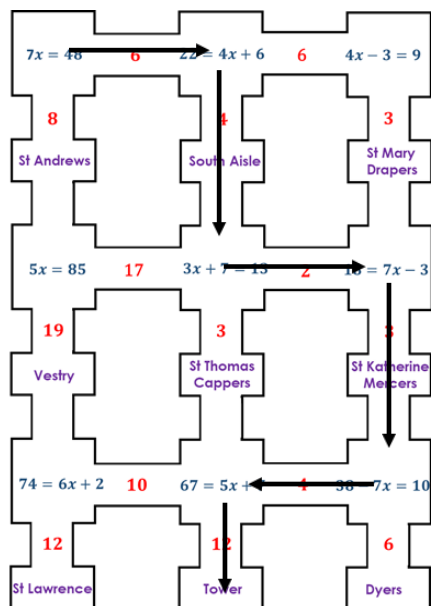 7x = 48 6 22 = 4x + 6 6 4x − 3 = 9
8 4 3
St Andrews South Aisle St Mary
Drapers
5x = 85 17 3x + 7 = 13 2 18 = 7x − 3
19 3 3
Vestry St Thomas St Katherine
Cappers Mercers
74 = 6x + 2 10 67 = 5x + 4 38 − 7x = 10
12 12 6
St Lawrence Tower Dyers